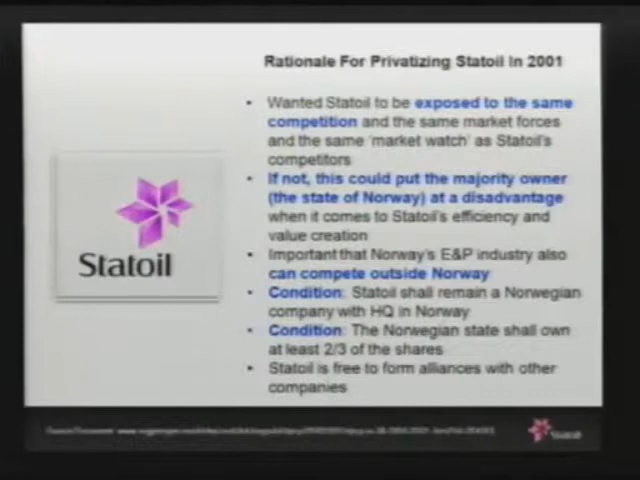 Rationale For Privatizing Statoil In 2001
• Wanted Statoil to be exposed to the same
competition and the same market forces
and the same 'market watch' as Statoil's
competitors
• If not, this could put the majority owner
(the state of Norway) at a disadvantage
when it comes to Statoil's efficiency and
value creation
• Important that Norway's E&P industry also
can compete outside Norway
• Condition: Statoil shall remain a Norwegian
company with HQ in Norway
• Condition: The Norwegian state shall own
at least 2/3 of the shares
• Statoil is free to form alliances with other
companies
Statoil
Statoil